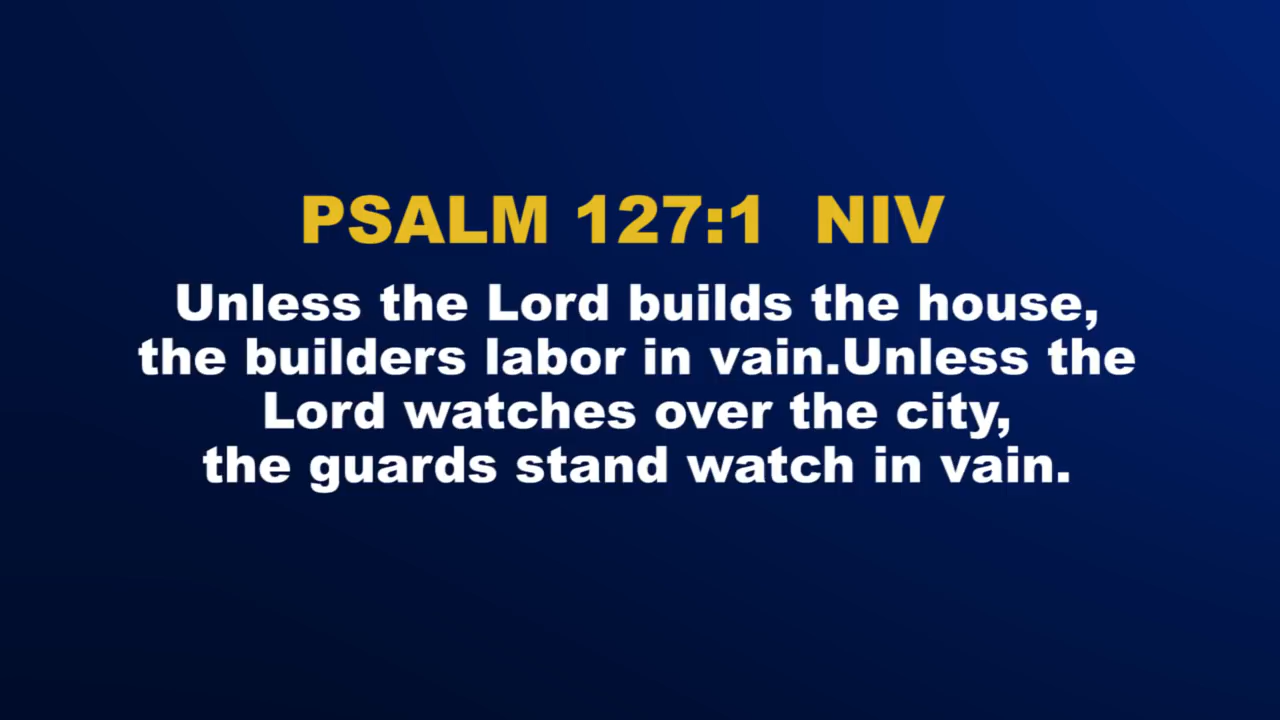 PSALM 127:1  NIV
Unless the Lord builds the house,
the builders labor in vain.Unless the
Lord watches over the city,
the guards stand watch in vain.